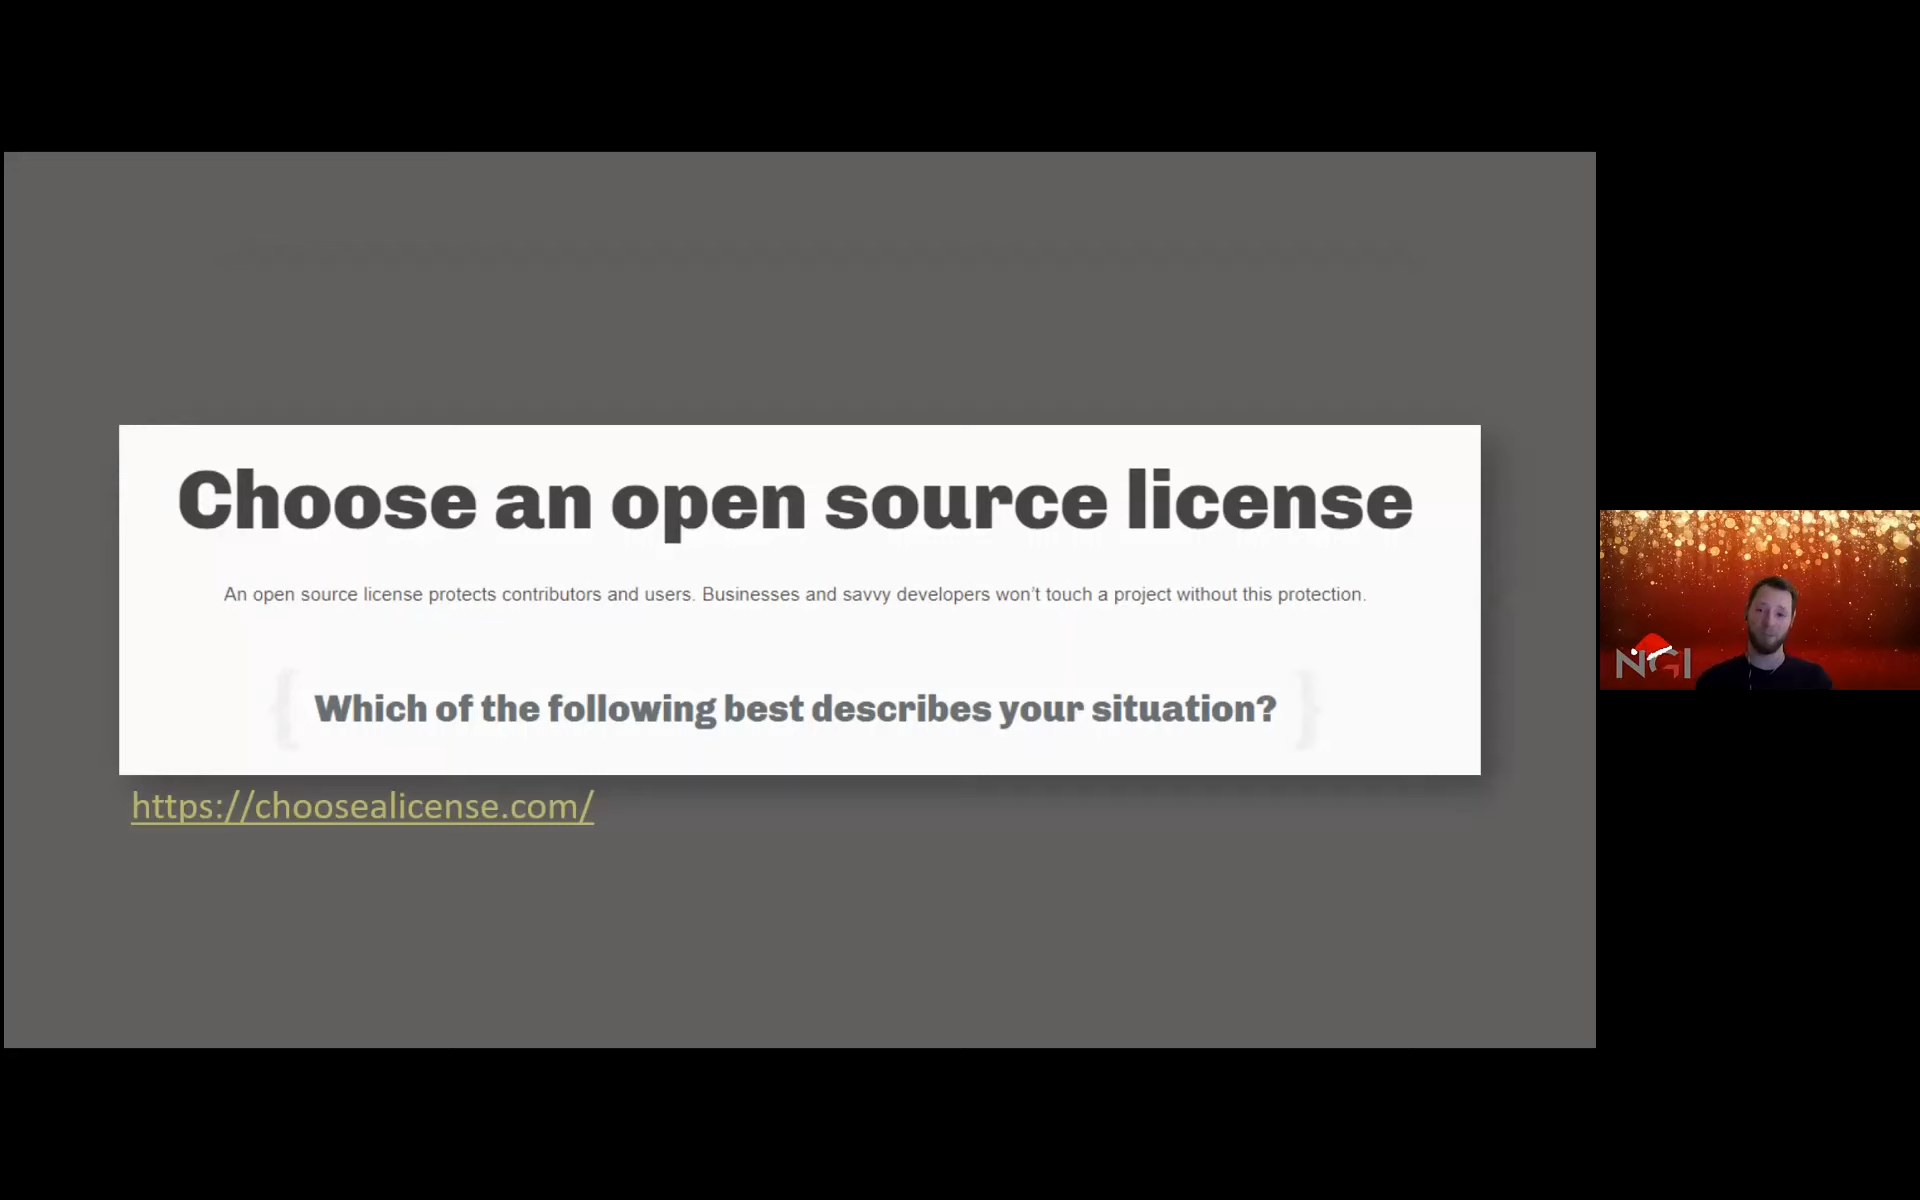 Choose an open source license
An open source license protects contributors and users. Businesses and savvy developers won't touch a project without this protection.
{ Which of the following best describes your situation? }
https://choosealicense.com/
NGI